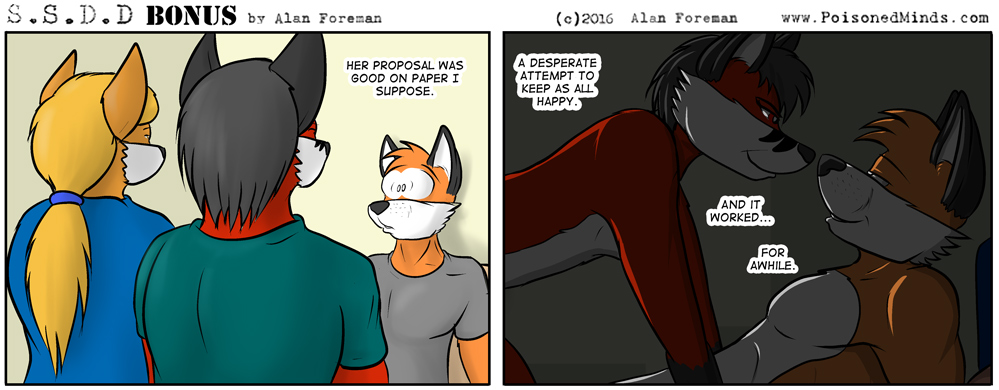 S.S.D.D BONUS by Alan Foreman (c)2016 Alan Foreman www.PoisonedMinds.com
HER PROPOSAL WAS
GOOD ON PAPER I
SUPPOSE.
A DESPERATE
ATTEMPT TO
KEEP AS ALL
HAPPY.
AND IT
WORKED...
FOR
AWHILE.